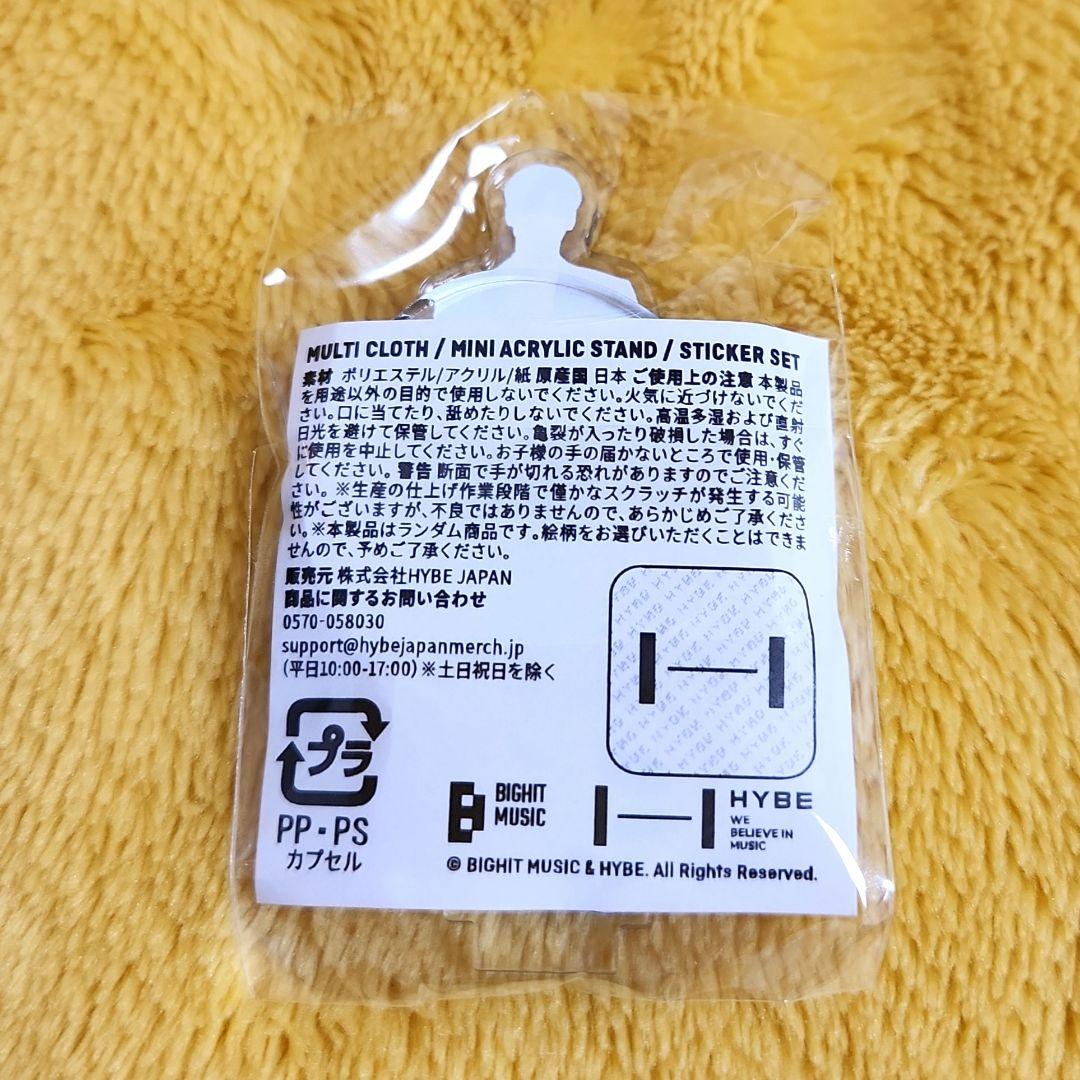 MULTI CLOTH / MINI ACRYLIC STAND / STICKER SET
素材 ポリエステル/アクリル/紙 原産国 日本 ご使用上の注意 本製品
を用途以外の目的で使用しないでください。火気に近づけないでくだ
さい。口に当てたり、舐めたりしないでください。高温多湿および直射
日光を避けて保管してください。亀裂が入ったり破損した場合は、すぐ
に使用を中止してください。お子様の手の届かないところで使用・保管
してください。 警告 断面で手が切れる恐れがありますのでご注意くだ
さい。 ※生産の仕上げ作業段階で僅かなスクラッチが発生する可能
性がございますが、不良ではありませんので、あらかじめご了承くださ
い。※本製品はランダム商品です。絵柄をお選びいただくことはできま
せんので、予めご了承ください。
販売元 株式会社HYBE JAPAN
商品に関するお問い合わせ
0570-058030
support@hybejapanmerch.jp
(平日10:00-17:00) ※土日祝日を除く
プラ
PP・PS
カプセル
BIGHIT
MUSIC
HYBE
WE
BELIEVE IN
MUSIC
© BIGHIT MUSIC & HYBE. All Rights Reserved.